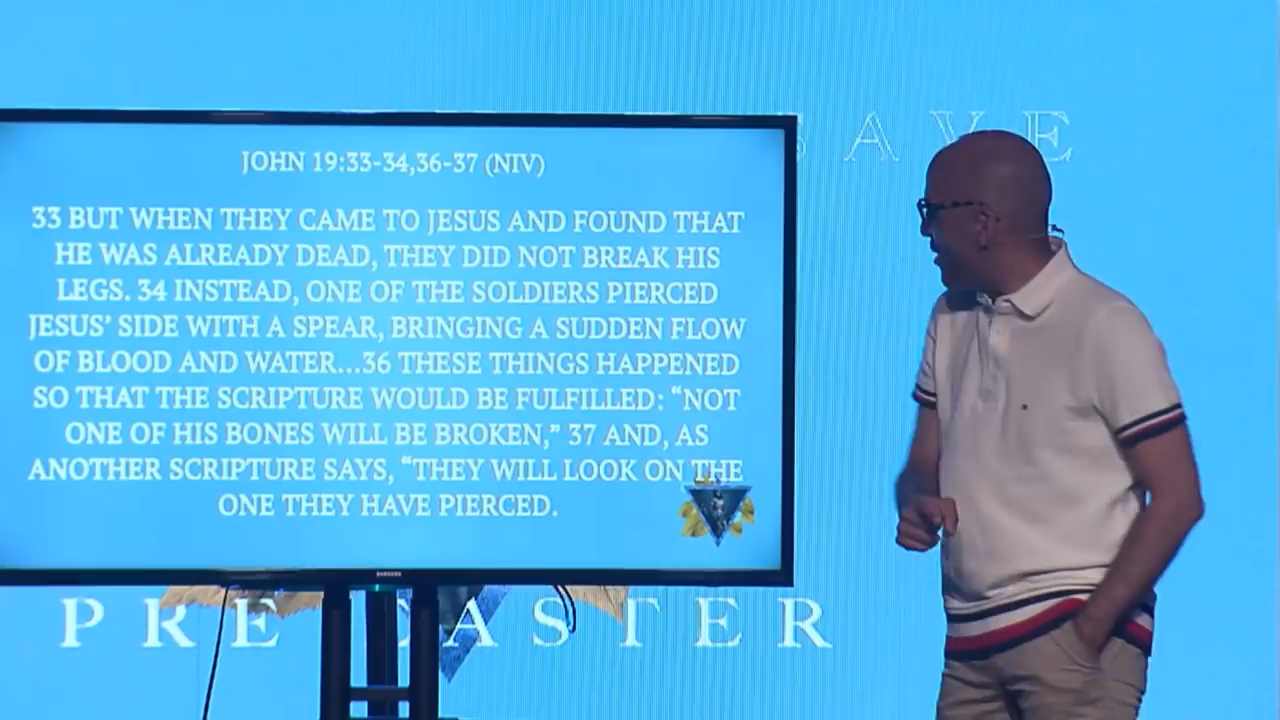 SAVE
JOHN 19:33-34,36-37 (NIV)
33 BUT WHEN THEY CAME TO JESUS AND FOUND THAT
HE WAS ALREADY DEAD, THEY DID NOT BREAK HIS
LEGS. 34 INSTEAD, ONE OF THE SOLDIERS PIERCED
JESUS’ SIDE WITH A SPEAR, BRINGING A SUDDEN FLOW
OF BLOOD AND WATER...36 THESE THINGS HAPPENED
SO THAT THE SCRIPTURE WOULD BE FULFILLED: “NOT
ONE OF HIS BONES WILL BE BROKEN,” 37 AND, AS
ANOTHER SCRIPTURE SAYS, “THEY WILL LOOK ON THE
ONE THEY HAVE PIERCED.
SAMSUNG
PRE EASTER